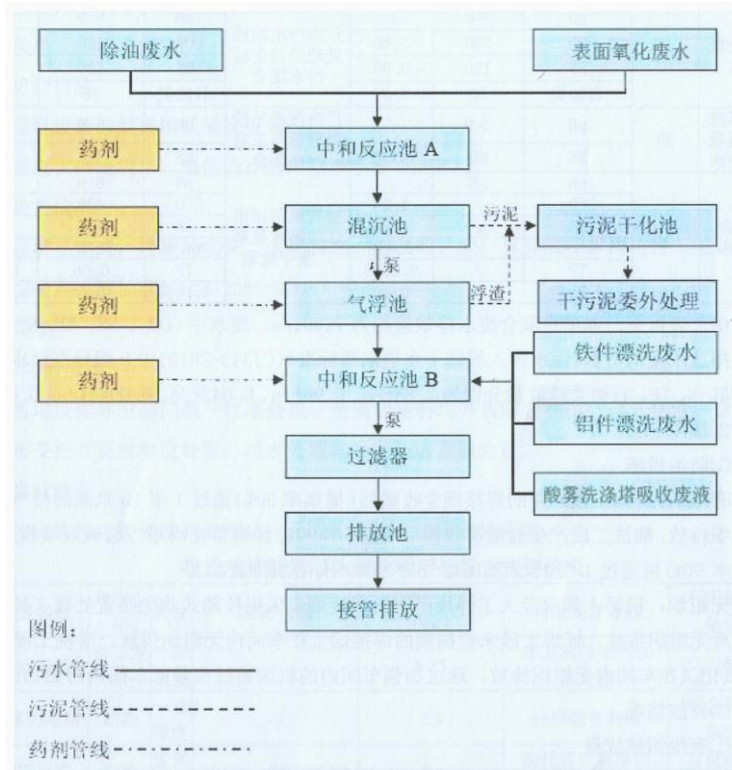 除油废水
表面氧化废水
药剂
中和反应池 A
药剂
混沉池
污泥
污泥干化池
泵
药剂
气浮池
浮渣
干污泥委外处理
药剂
中和反应池 B
铁件漂洗废水
泵
铝件漂洗废水
过滤器
酸雾洗涤塔吸收废液
排放池
接管排放
图例：
污水管线
污泥管线
药剂管线